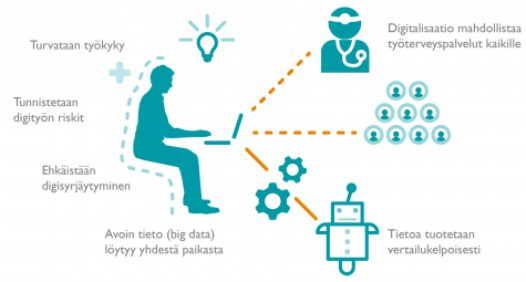 Turvataan työkyky
Tunnistetaan
digityön riskit
Ehkäistään
digisyrjäytyminen
Avoin tieto (big data)
löytyy yhdestä paikasta
Digitalisaatio mahdollistaa
työterveyspalvelut kaikille
Tietoa tuotetaan
vertailukelpoisesti